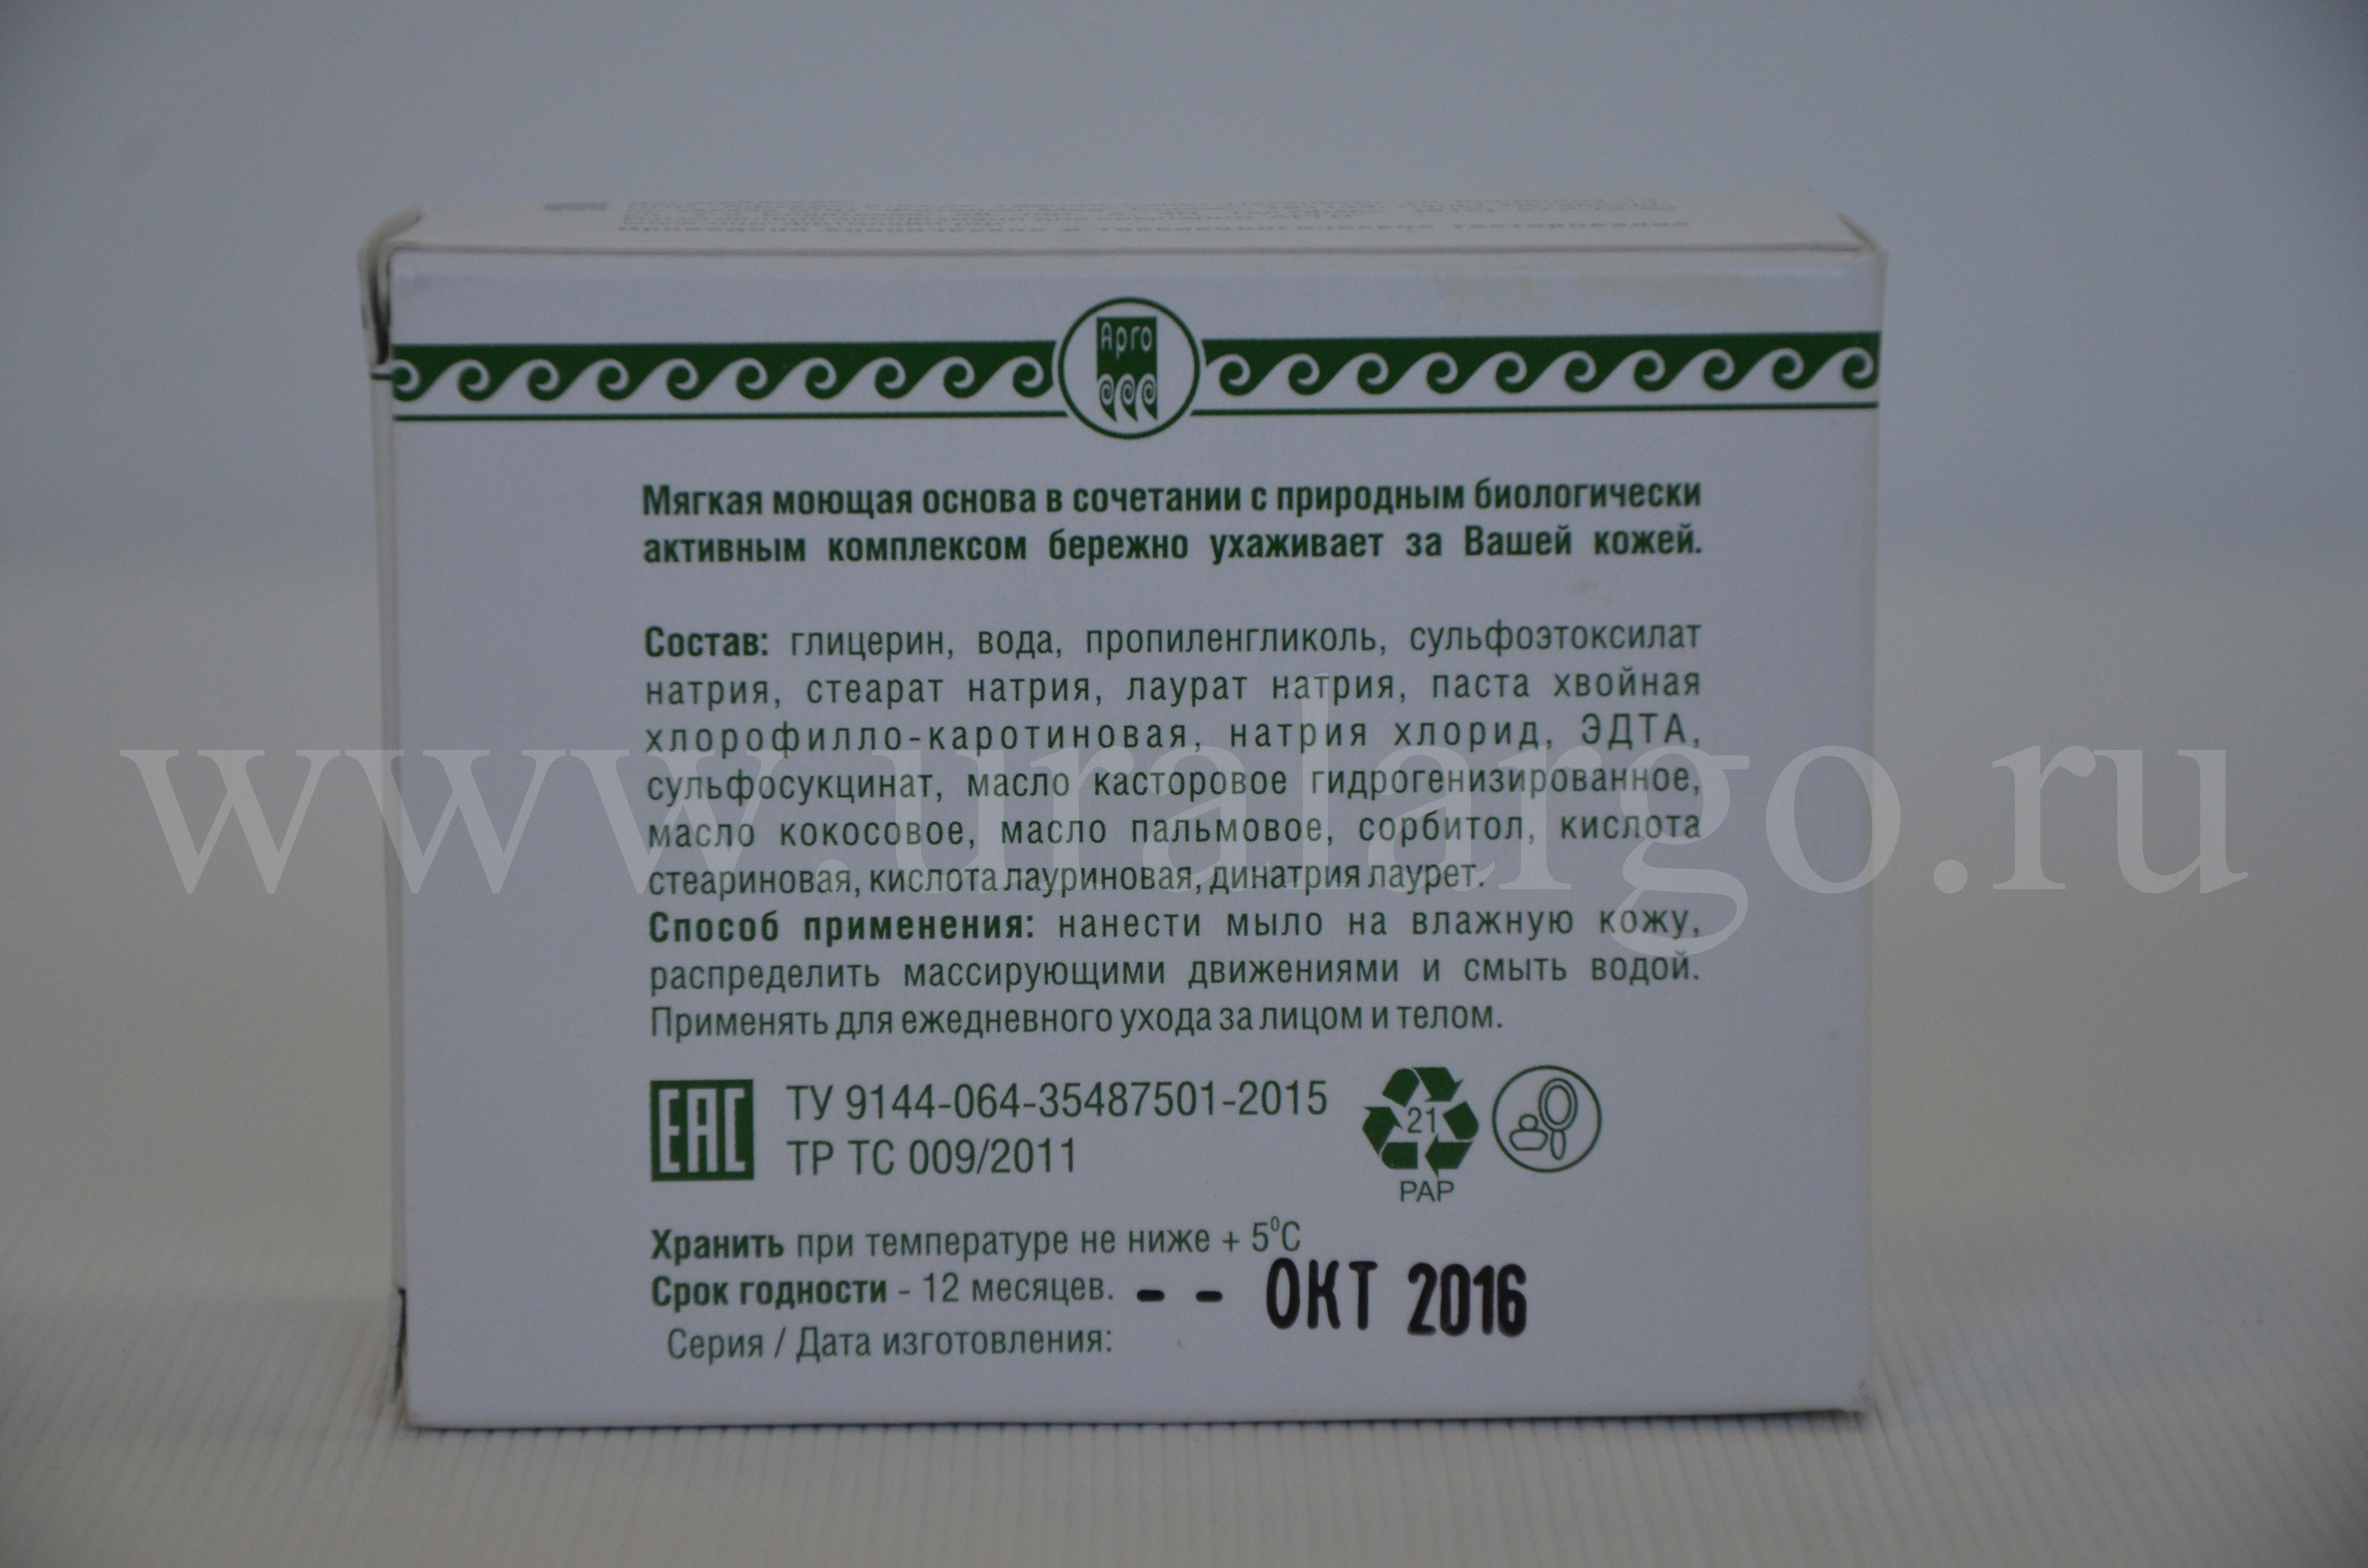 Арго
Мягкая моющая основа в сочетании с природным биологически
активным комплексом бережно ухаживает за Вашей кожей.
Состав: глицерин, вода, пропиленгликоль, сульфоэтоксилат
натрия, стеарат натрия, лаурат натрия, паста хвойная
хлорофилло-каротиновая, натрия хлорид, ЭДТА,
сульфосукцинат, масло касторовое гидрогенизированное,
масло кокосовое, масло пальмовое, сорбитол, кислота
стеариновая, кислота лауриновая, динатрия лаурет.
www.uralargo.ru
Способ применения: нанести мыло на влажную кожу,
распределить массирующими движениями и смыть водой.
Применять для ежедневного ухода за лицом и телом.
EAC ТУ 9144-064-35487501-2015
ТР ТС 009/2011
21
PAP
Хранить при температуре не ниже + 5⁰С
Срок годности - 12 месяцев. - - ОКТ 2016
Серия / Дата изготовления: